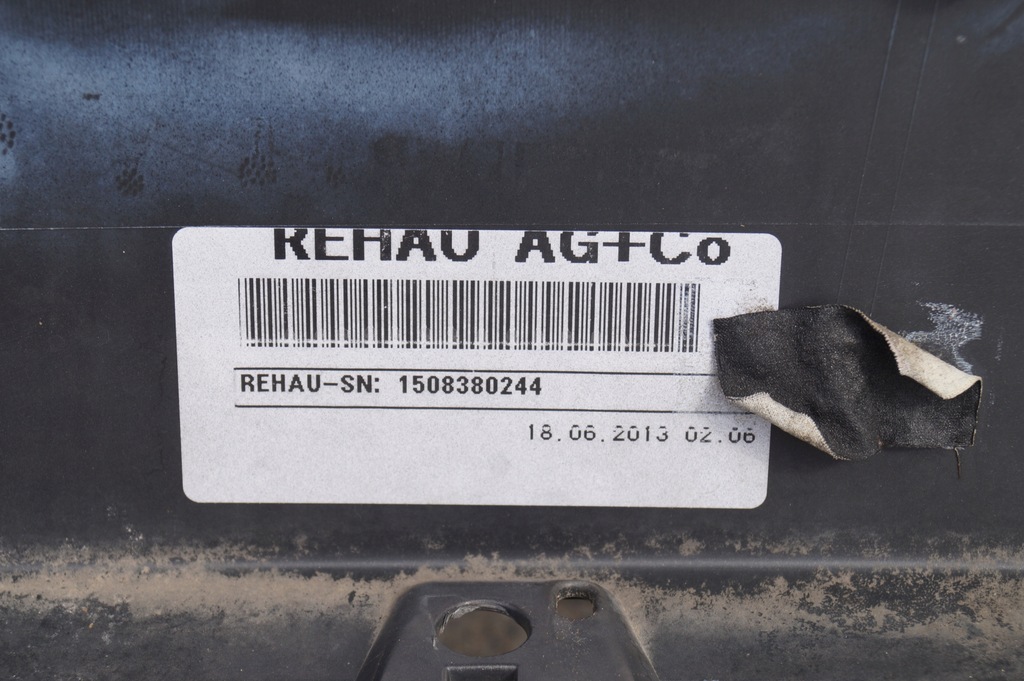 REHAU AG+Co
REHAU-SN: 1508380244
18.06.2013 02.06